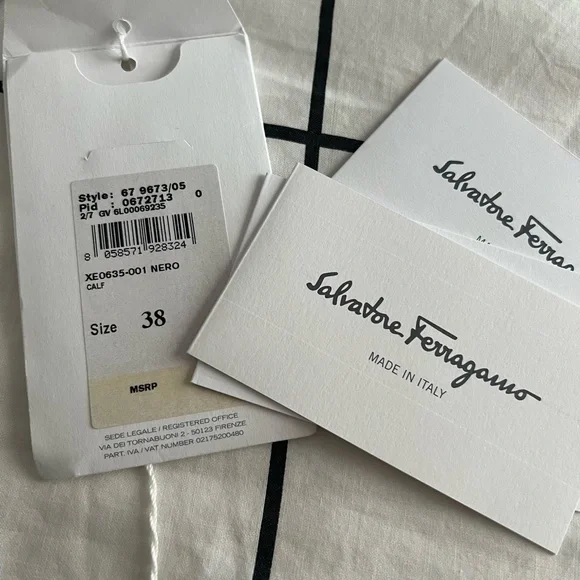 Style: 67 9673/05
Pid : 0672713 0
2/7 GV 6L00069235
8 058571 928324
XE0635-001 NERO
CALF
Size 38
MSRP
SEDE LEGALE / REGISTERED OFFICE
VIA DEI TORNABUONI 2 - 50123 FIRENZE
PART. IVA / VAT NUMBER 02175200480
Salvatore Ferragamo
MADE IN ITALY
Salvatore Ferragam
M